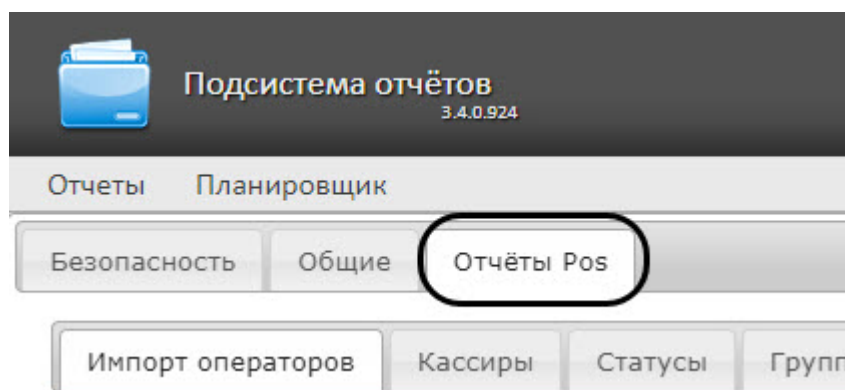 Подсистема отчётов
3.4.0.924
Отчеты Планировщик
Безопасность Общие Отчёты Pos
Импорт операторов Кассиры Статусы